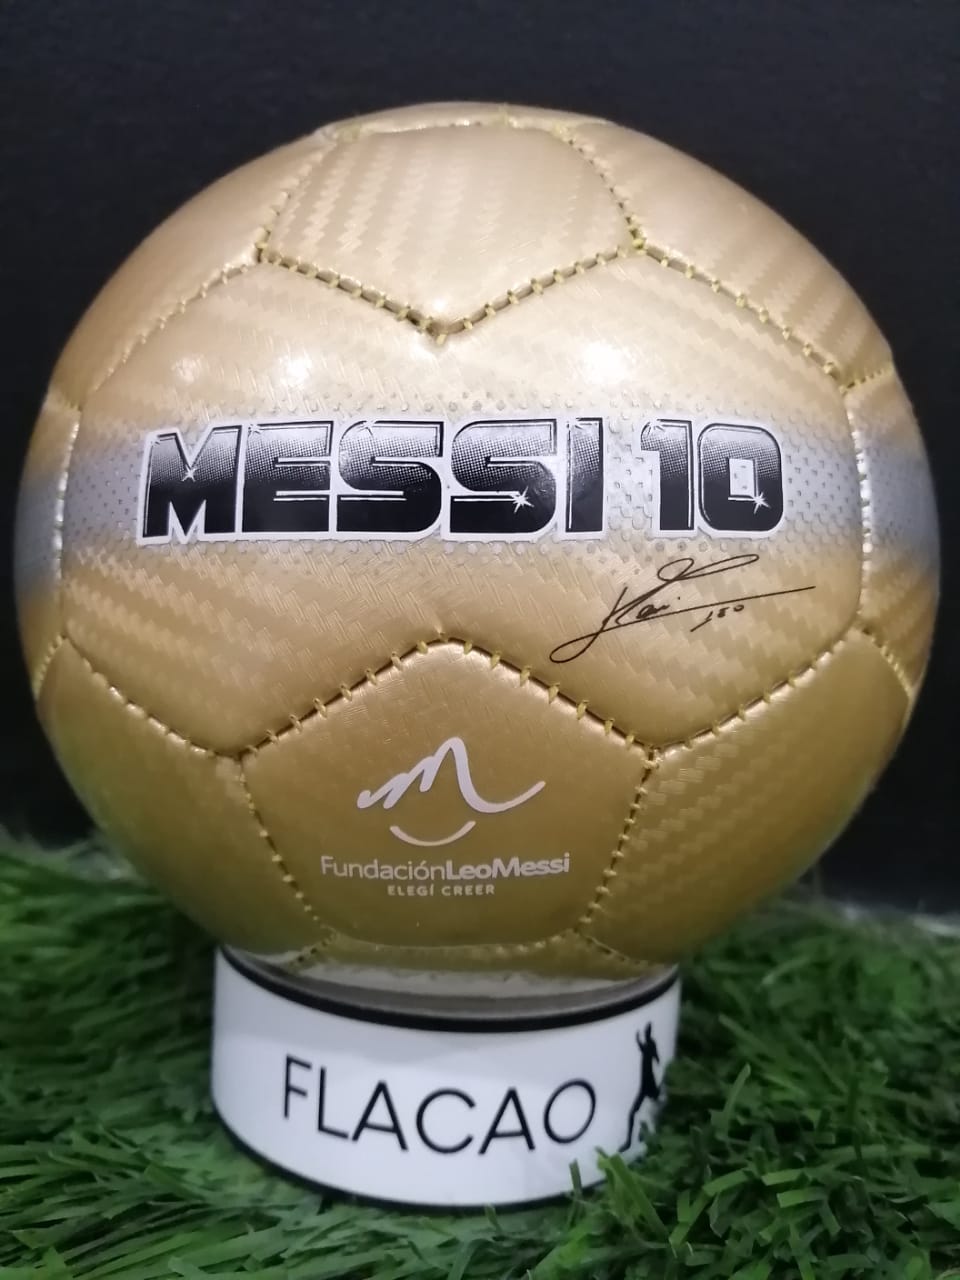 MESSI 10
FundaciónLeoMessi
ELEGÍ CREER
FLACAO